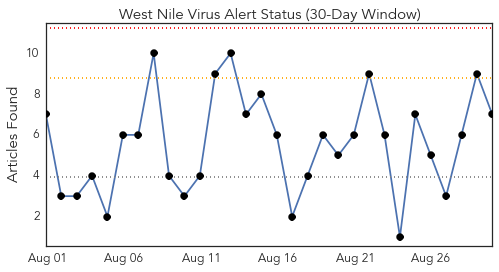 West Nile Virus Alert Status (30-Day Window)
Articles Found
10
8
6
4
2
Aug 01
Aug 06
Aug 11
Aug 16
Aug 21
Aug 26